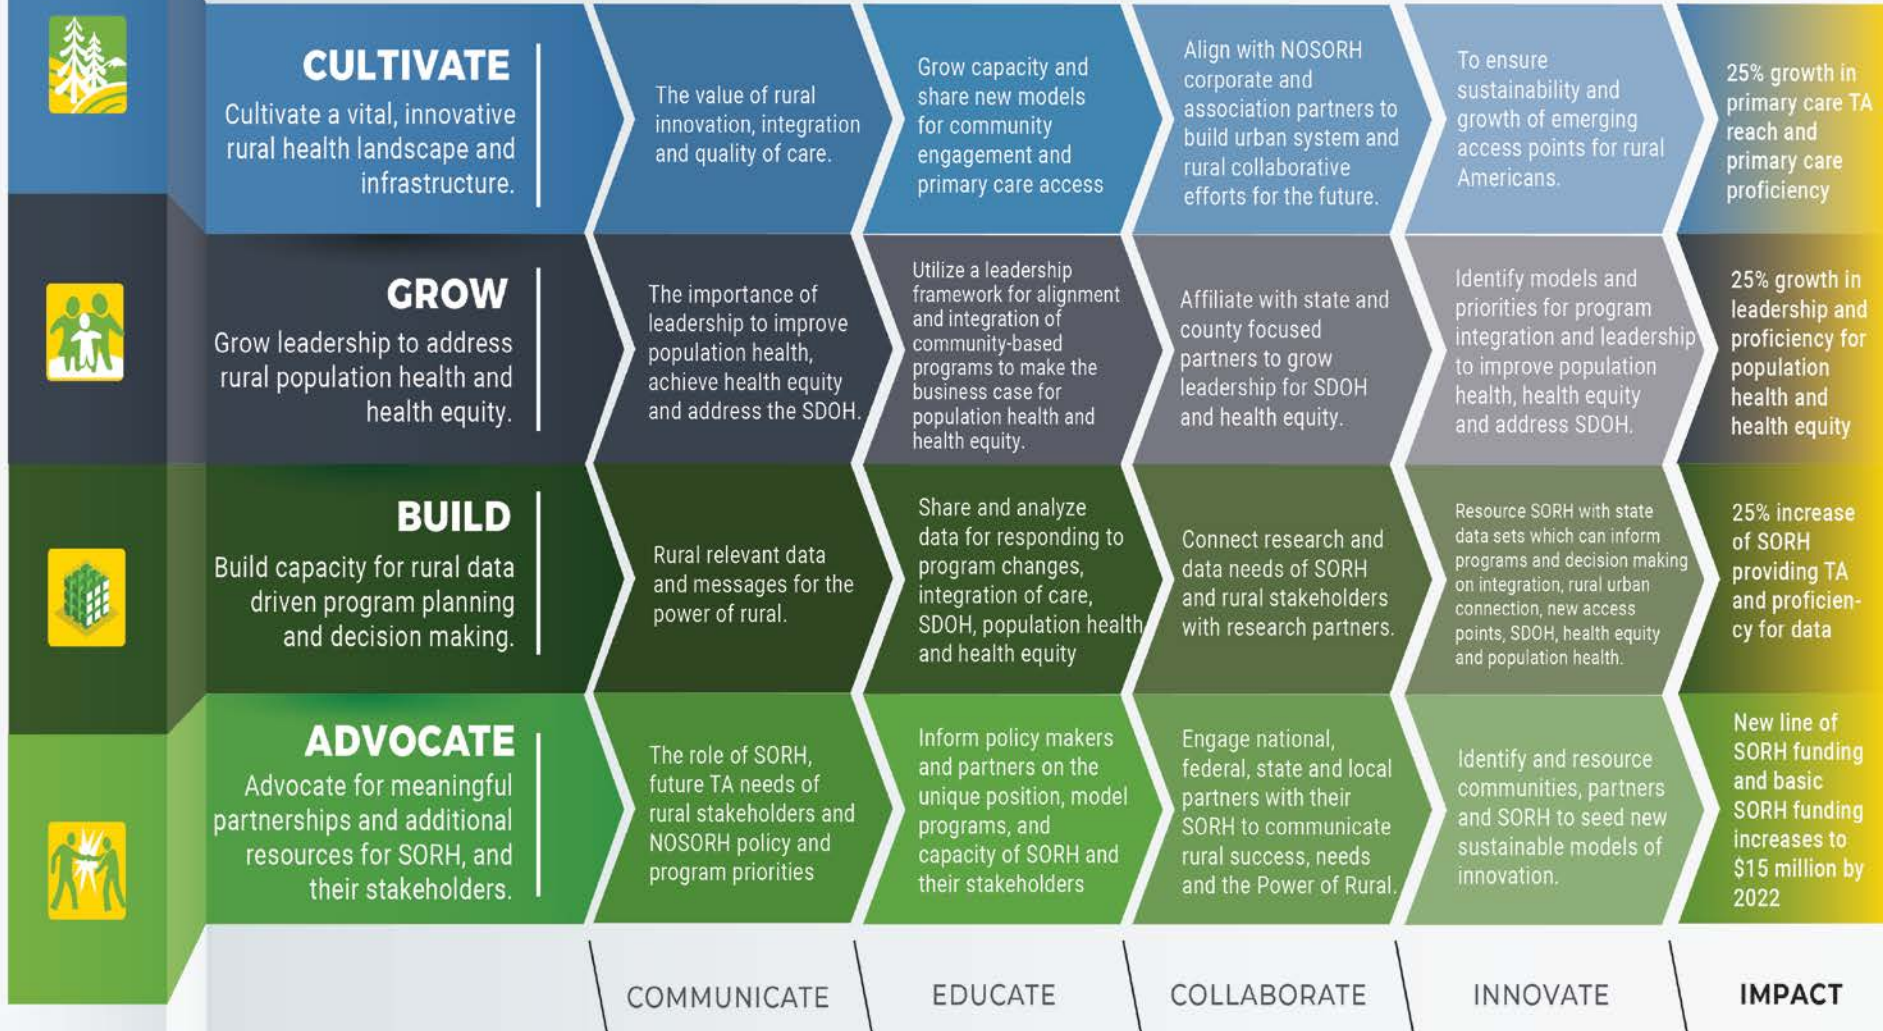 CULTIVATE
Cultivate a vital, innovative
rural health landscape and
infrastructure.
The value of rural
innovation, integration
and quality of care.
Grow capacity and
share new models
for community
engagement and
primary care access
Align with NOSORH
corporate and
association partners to
build urban system and
rural collaborative
efforts for the future.
To ensure
sustainability and
growth of emerging
access points for rural
Americans.
25% growth in
primary care TA
reach and
primary care
proficiency
GROW
Grow leadership to address
rural population health and
health equity.
The importance of
leadership to improve
population health,
achieve health equity
and address the SDOH.
Utilize a leadership
framework for alignment
and integration of
community-based
programs to make the
business case for
population health and
health equity.
Affiliate with state and
county focused
partners to grow
leadership for SDOH
and health equity.
Identify models and
priorities for program
integration and leadership
to improve population
health, health equity
and address SDOH.
25% growth in
leadership and
proficiency for
population
health and
health equity
BUILD
Build capacity for rural data
driven program planning
and decision making.
Rural relevant data
and messages for the
power of rural.
Share and analyze
data for responding to
program changes,
integration of care,
SDOH, population health
and health equity
Connect research and
data needs of SORH
and rural stakeholders
with research partners.
Resource SORH with state
data sets which can inform
programs and decision making
on integration, rural urban
connection, new access
points, SDOH, health equity
and population health.
25% increase
of SORH
providing TA
and proficien-
cy for data
ADVOCATE
Advocate for meaningful
partnerships and additional
resources for SORH, and
their stakeholders.
The role of SORH,
future TA needs of
rural stakeholders and
NOSORH policy and
program priorities
Inform policy makers
and partners on the
unique position, model
programs, and
capacity of SORH and
their stakeholders
Engage national,
federal, state and local
partners with their
SORH to communicate
rural success, needs
and the Power of Rural.
Identify and resource
communities, partners
and SORH to seed new
sustainable models of
innovation.
New line of
SORH funding
and basic
SORH funding
increases to
$15 million by
2022
COMMUNICATE
EDUCATE
COLLABORATE
INNOVATE
IMPACT